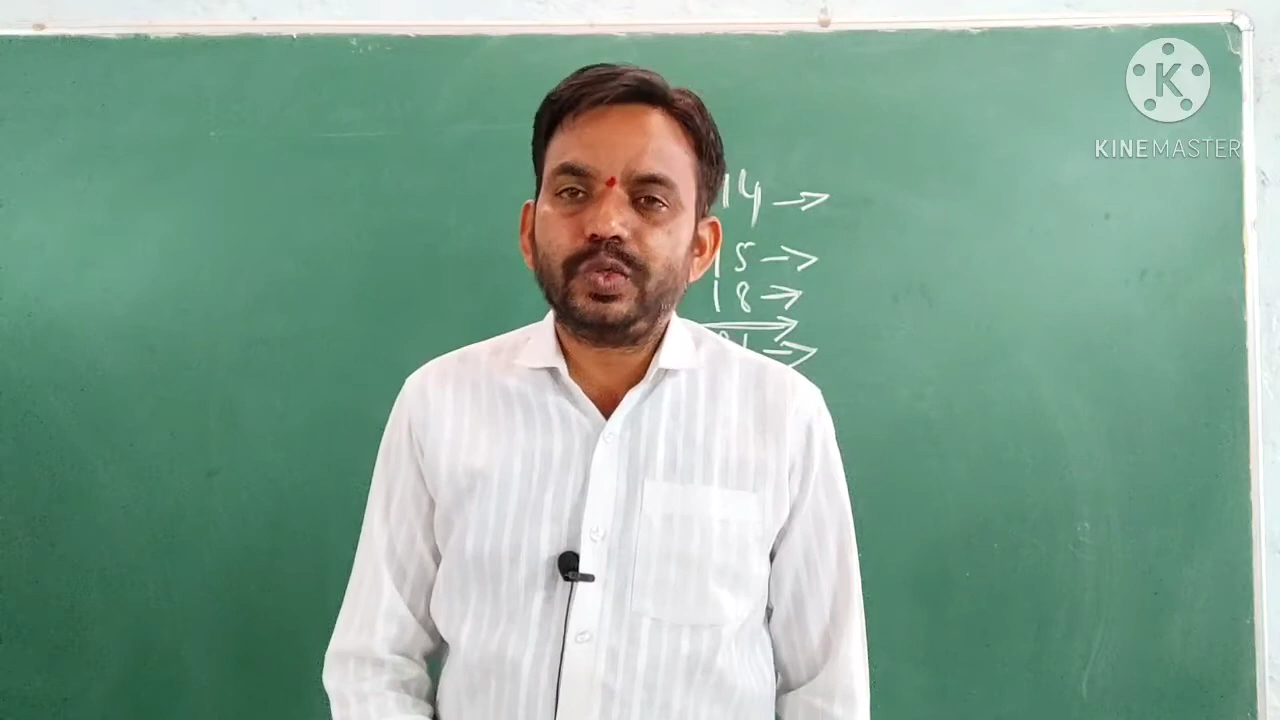 K
KINEMASTER
14 →
15 →
18 →
→